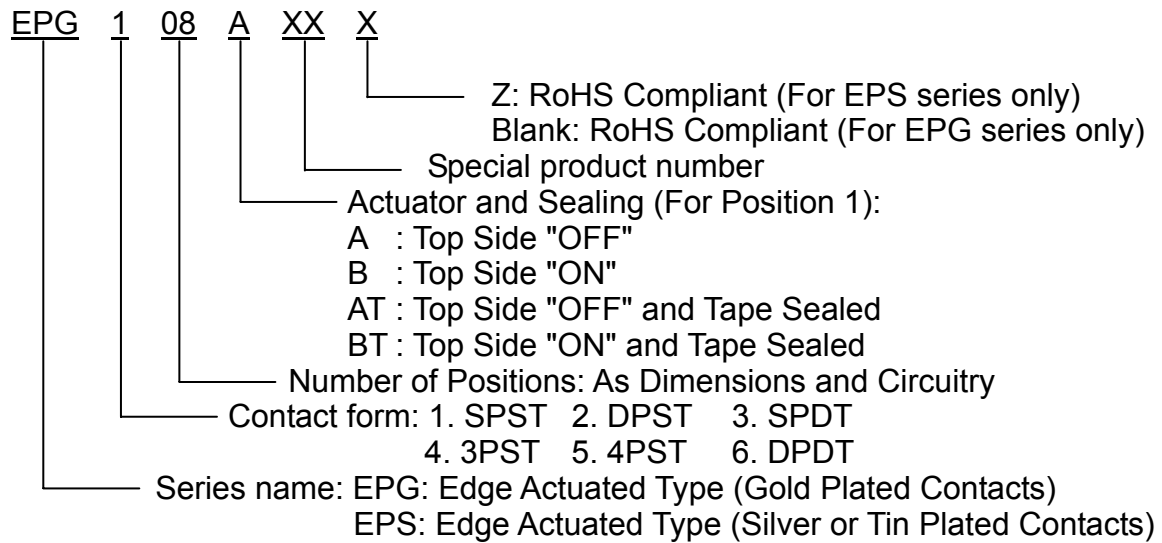 EPG 1 08 A XX X
Z: RoHS Compliant (For EPS series only)
Blank: RoHS Compliant (For EPG series only)
Special product number
Actuator and Sealing (For Position 1):
A : Top Side "OFF"
B : Top Side "ON"
AT : Top Side "OFF" and Tape Sealed
BT : Top Side "ON" and Tape Sealed
Number of Positions: As Dimensions and Circuitry
Contact form: 1. SPST 2. DPST 3. SPDT
4. 3PST 5. 4PST 6. DPDT
Series name: EPG: Edge Actuated Type (Gold Plated Contacts)
EPS: Edge Actuated Type (Silver or Tin Plated Contacts)